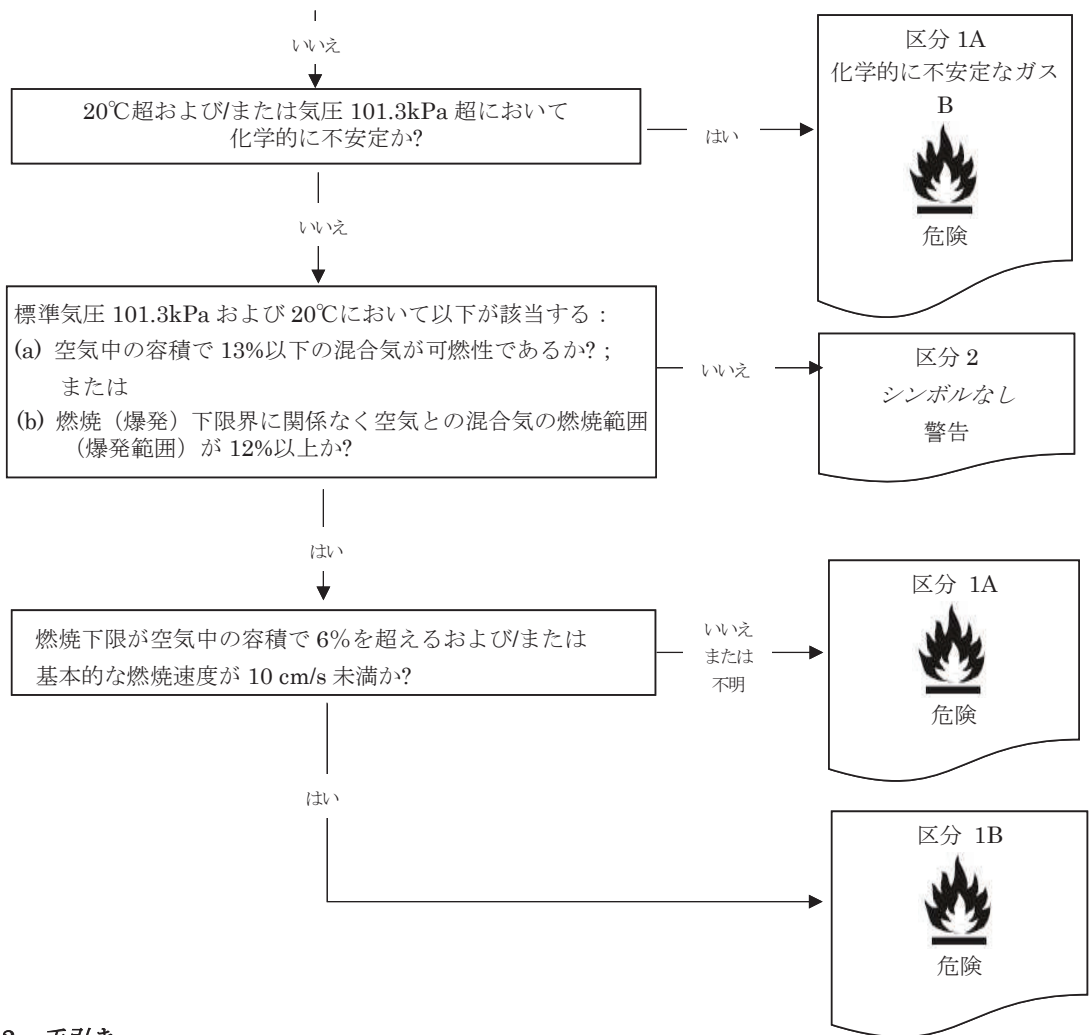 いいえ
20℃超および/または気圧 101.3kPa 超において
化学的に不安定か?
はい
区分 1A
化学的に不安定なガス
B
危険
いいえ
標準気圧 101.3kPa および 20℃において以下が該当する：
(a) 空気中の容積で 13%以下の混合気が可燃性であるか?；
または
(b) 燃焼（爆発）下限界に関係なく空気との混合気の燃焼範囲
（爆発範囲）が 12%以上か?
いいえ
区分 2
シンボルなし
警告
はい
燃焼下限が空気中の容積で 6%を超えるおよび/または
基本的な燃焼速度が 10 cm/s 未満か?
いいえ
または
不明
区分 1A
危険
はい
区分 1B
危険